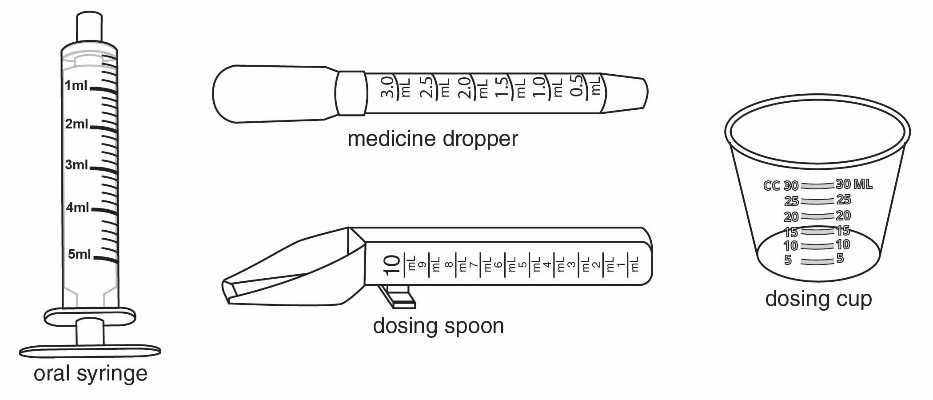 1ml
2ml
3ml
4ml
5ml
oral syringe
3.0 mL 2.5 mL 2.0 mL 1.5 mL 1.0 mL 0.5 mL
medicine dropper
10 mL 9 mL 8 mL 7 mL 6 mL 5 mL 4 mL 3 mL 2 mL 1 mL
dosing spoon
CC 30 30 ML
25 25
20 20
15 15
10 10
5 5
dosing cup